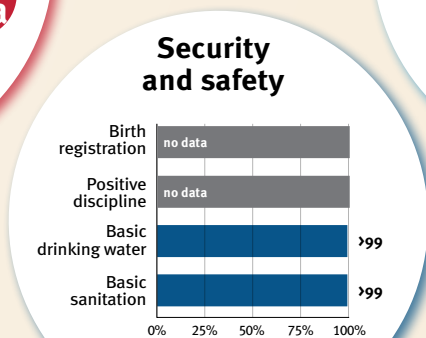 Security
and safety
Birth
registration
no data
Positive
discipline
no data
Basic
drinking water
>99
Basic
sanitation
>99
0% 25% 50% 75% 100%